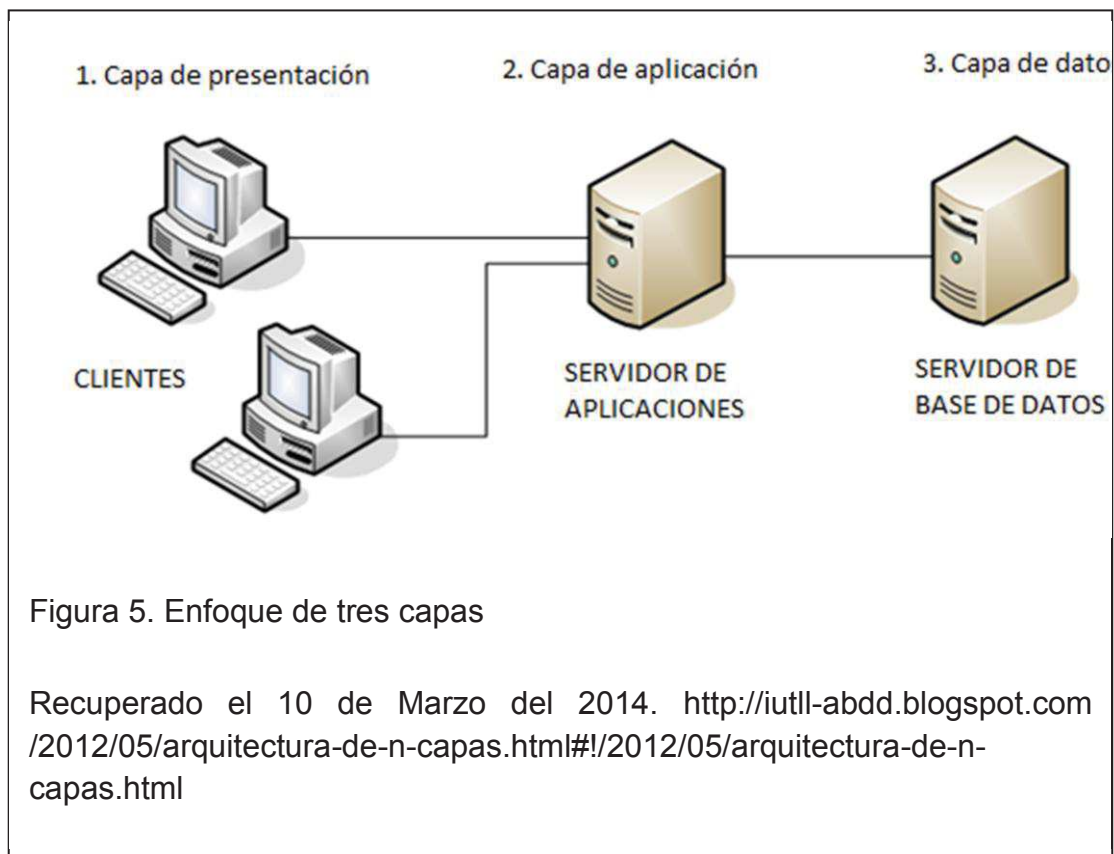 1. Capa de presentación
2. Capa de aplicación
3. Capa de dato
CLIENTES
SERVIDOR DE
APLICACIONES
SERVIDOR DE
BASE DE DATOS
Figura 5. Enfoque de tres capas
Recuperado el 10 de Marzo del 2014. http://iutll-abdd.blogspot.com
/2012/05/arquitectura-de-n-capas.html#!/2012/05/arquitectura-de-n-
capas.html